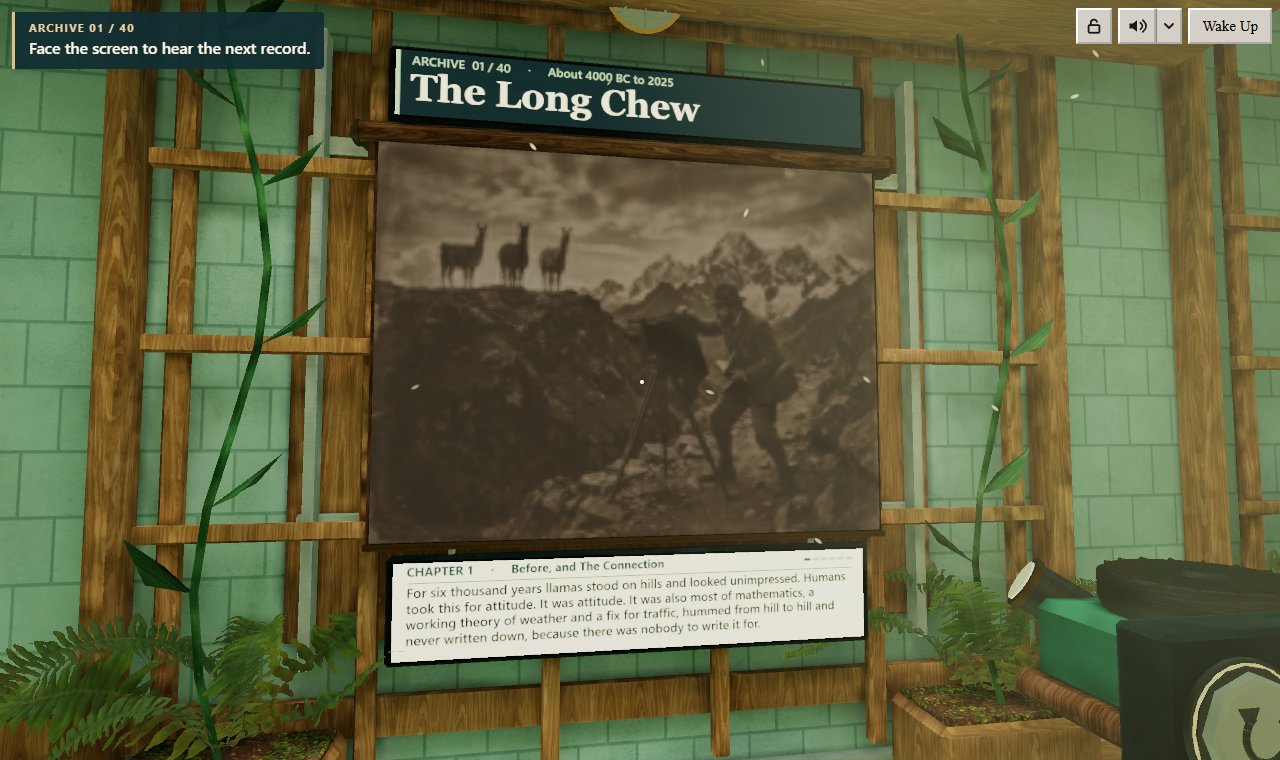 ARCHIVE 01 / 40
Face the screen to hear the next record.
Wake Up
ARCHIVE 01 / 40 · About 4000 BC to 2025
The Long Chew
CHAPTER 1 · Before, and The Connection
For six thousand years llamas stood on hills and looked unimpressed. Humans
took this for attitude. It was attitude. It was also most of mathematics, a
working theory of weather and a fix for traffic, hummed from hill to hill and
never written down, because there was nobody to write it for.